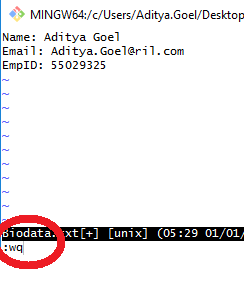 MINGW64:/c/Users/Aditya.Goel/Desktop
Name: Aditya Goel
Email: Aditya.Goel@ril.com
EmpID: 55029325
~
~
~
~
~
~
~
~
Biodata.txt[+] [unix] (05:29 01/01/
:wq